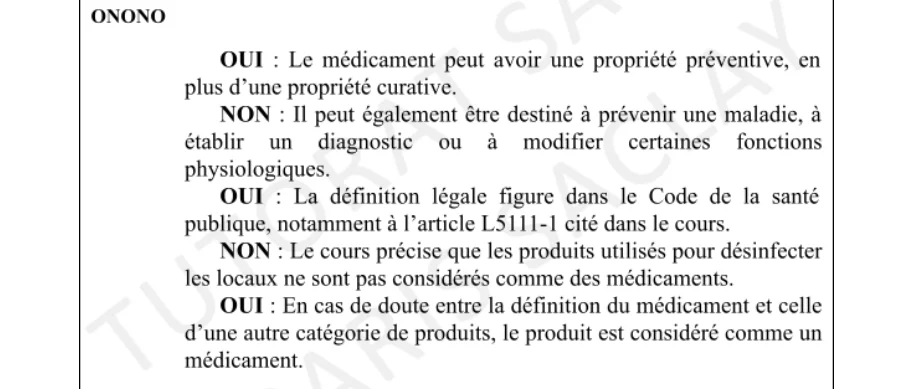 ONONO
OUI : Le médicament peut avoir une propriété préventive, en
plus d’une propriété curative.
NON : Il peut également être destiné à prévenir une maladie, à
établir un diagnostic ou à modifier certaines fonctions
physiologiques.
OUI : La définition légale figure dans le Code de la santé
publique, notamment à l’article L5111-1 cité dans le cours.
NON : Le cours précise que les produits utilisés pour désinfecter
les locaux ne sont pas considérés comme des médicaments.
OUI : En cas de doute entre la définition du médicament et celle
d’une autre catégorie de produits, le produit est considéré comme un
médicament.
TUTORAT SA
PARIS SACLAY